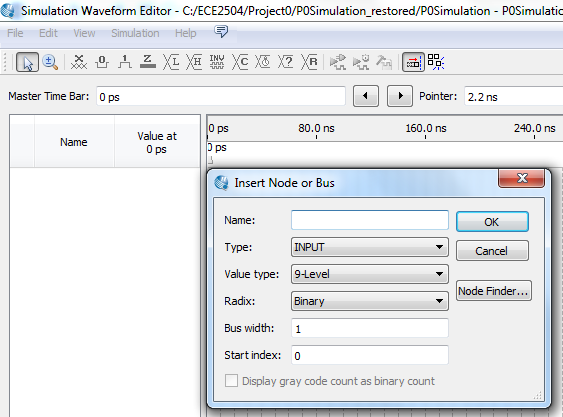 Simulation Waveform Editor - C:/ECE2504/Project0/P0Simulation_restored/P0Simulation - P0Simulatio
File Edit View Simulation Help
Master Time Bar: 0 ps Pointer: 2.2 ns
Name Value at 0 ps 0 ps 80.0 ns 160.0 ns 240.0 ns
0 ps
Insert Node or Bus
Name: OK
Type: INPUT Cancel
Value type: 9-Level
Radix: Binary Node Finder...
Bus width: 1
Start index: 0
Display gray code count as binary count